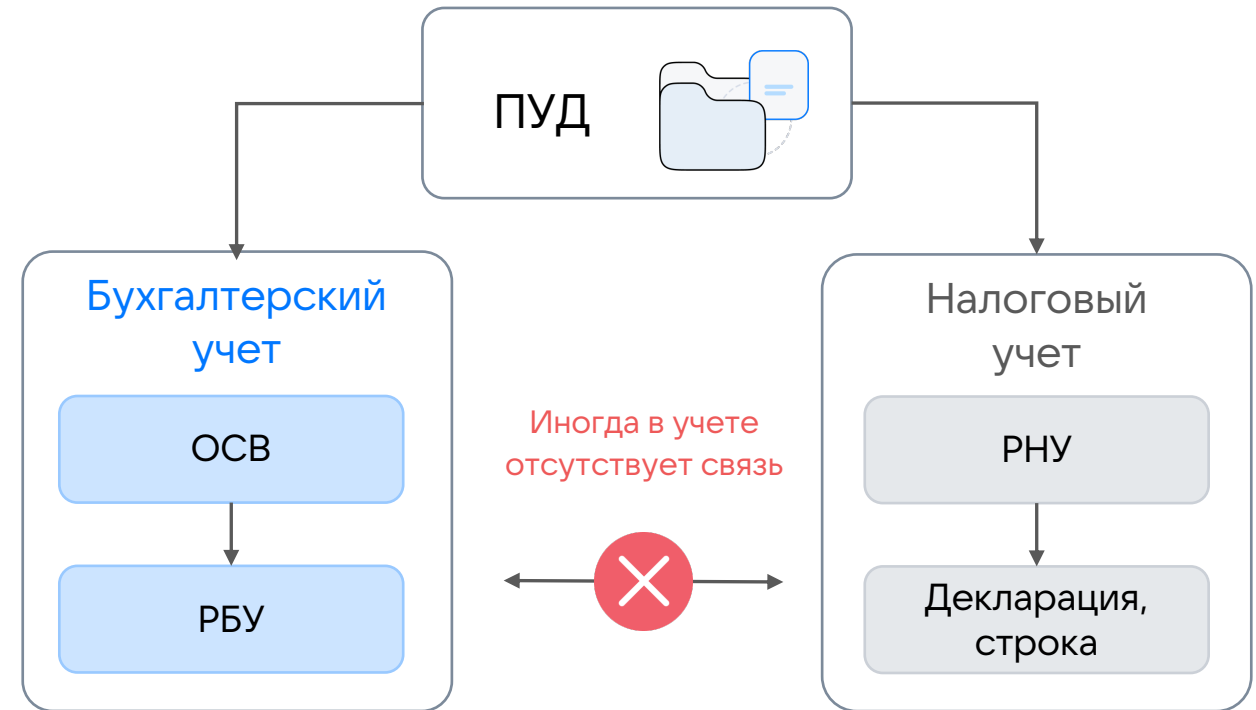 ПУД
Бухгалтерский
учет
ОСВ
РБУ
Иногда в учете
отсутствует связь
Налоговый
учет
РНУ
Декларация,
строка